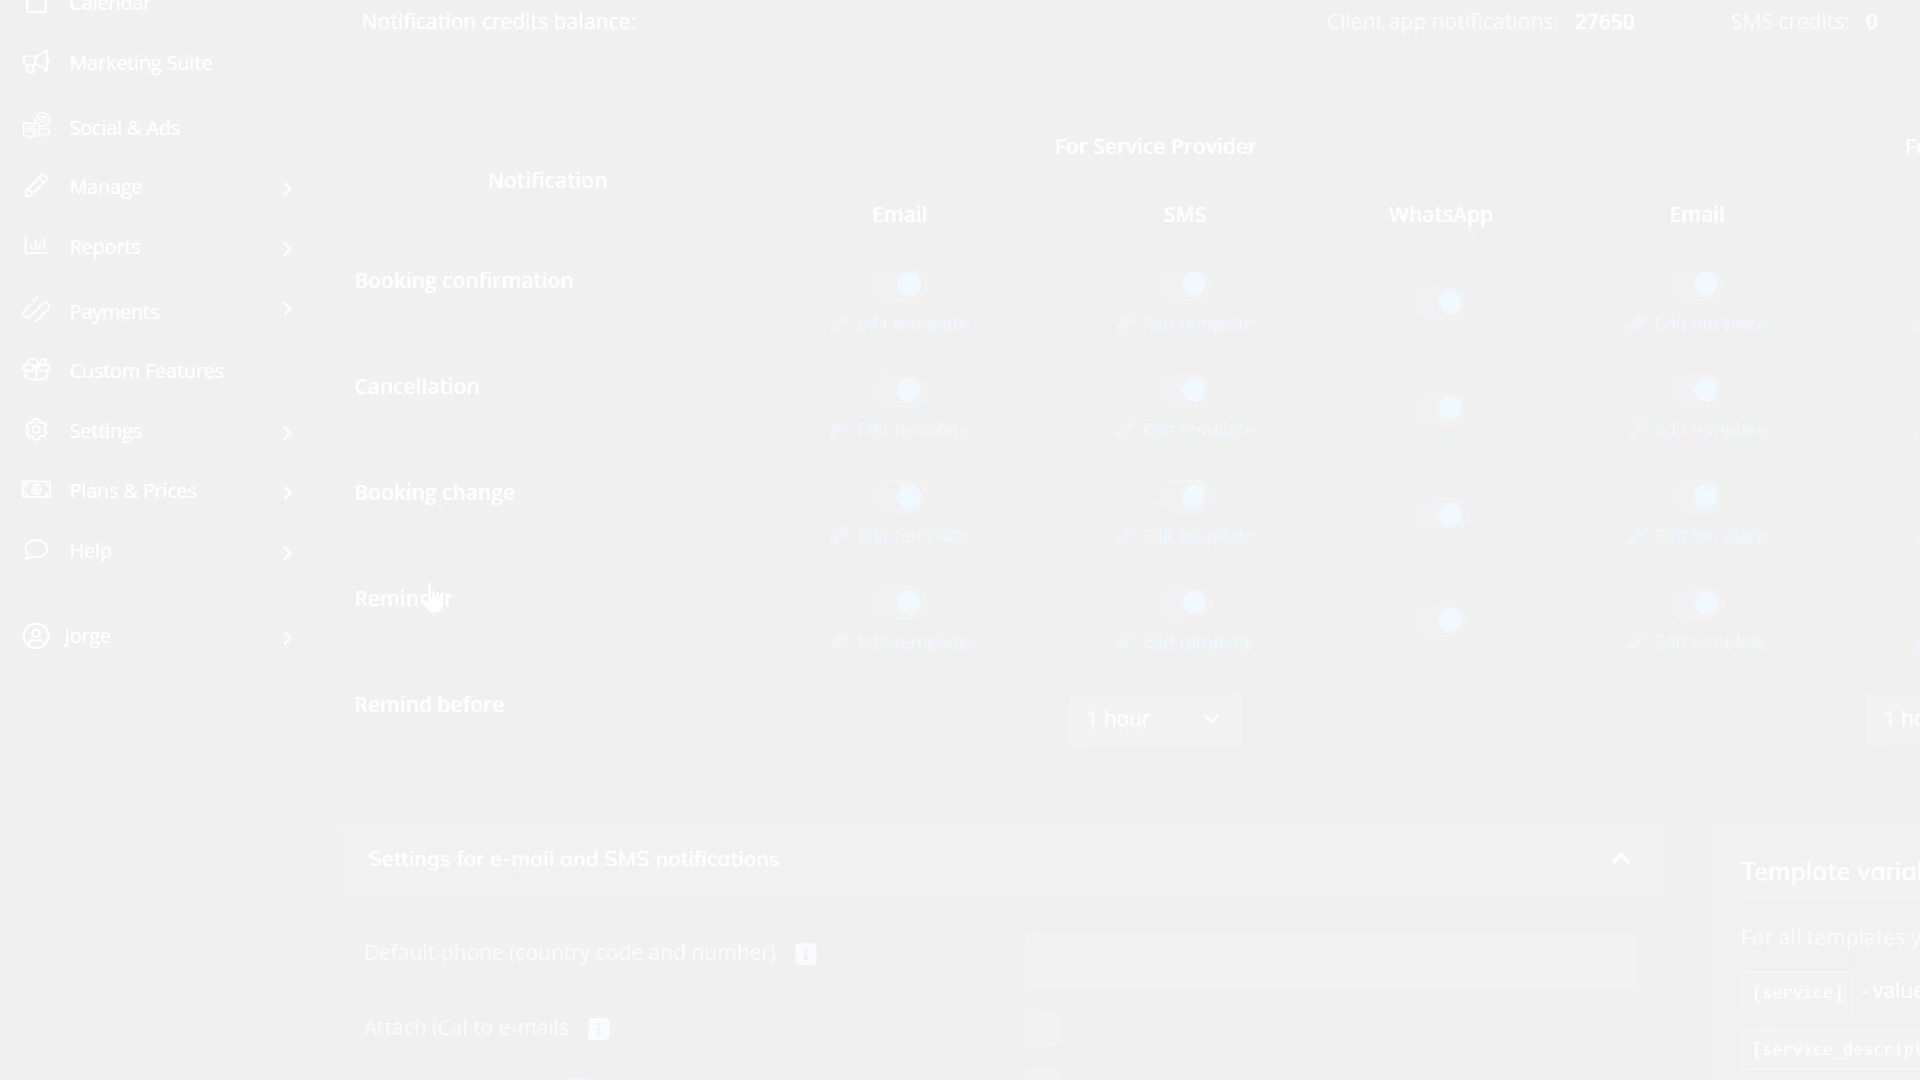 Calendar
Marketing Suite
Social & Ads
Manage
Reports
Payments
Custom Features
Settings
Plans & Prices
Help
Jorge
Notification credits balance:
Client app notifications: 27650
SMS credits: 0
For Service Provider
Notification
Email
SMS
WhatsApp
Email
Booking confirmation
Edit template
Edit template
Edit template
Cancellation
Edit template
Edit template
Edit template
Booking change
Edit template
Edit template
Edit template
Reminder
Edit template
Edit template
Edit template
Remind before
1 hour
Settings for e-mail and SMS notifications
Default phone (country code and number)
Attach iCal to e-mails
Template
For all templates
[service] - value